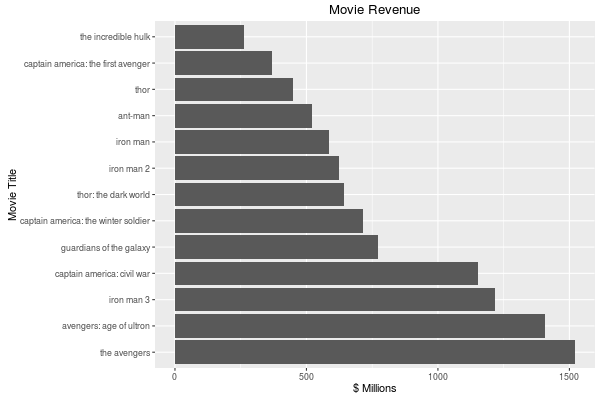 Movie Revenue
the incredible hulk
captain america: the first avenger
thor
ant-man
iron man
iron man 2
thor: the dark world
captain america: the winter soldier
guardians of the galaxy
captain america: civil war
iron man 3
avengers: age of ultron
the avengers
Movie Title
0 500 1000 1500
$ Millions